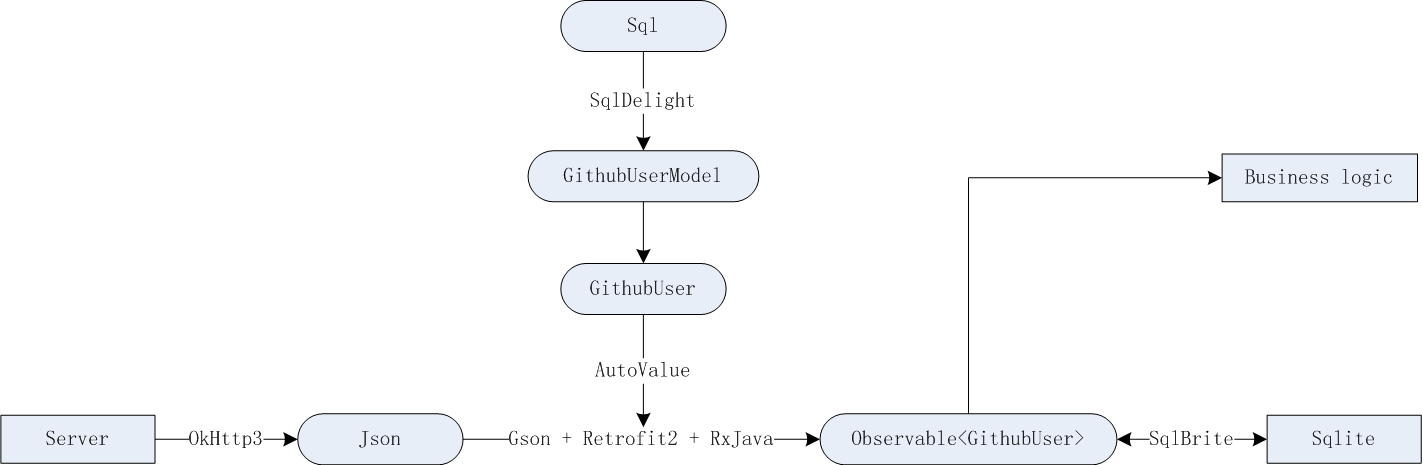 Sql
SqlDelight
GithubUserModel
Business logic
GithubUser
AutoValue
Server
OkHttp3
Json
Gson + Retrofit2 + RxJava
Observable<GithubUser>
SqlBrite
Sqlite